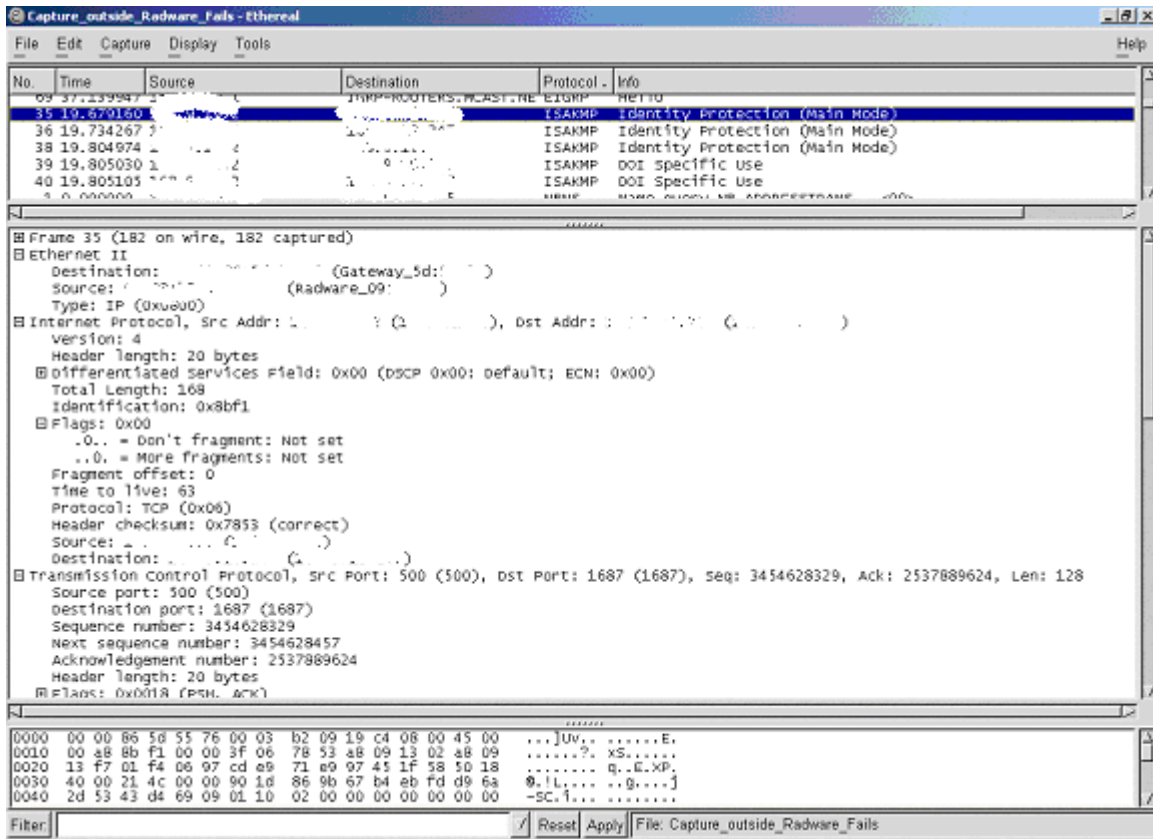 Capture_outside_Radware_Fails - Ethereal
File Edit Capture Display Tools Help
No. Time Source Destination Protocol Info
69 37.139947 EIGRP Hello
35 19.679160 ISAKMP Identity Protection (Main Mode)
36 19.734267 ISAKMP Identity Protection (Main Mode)
38 19.804974 ISAKMP Identity Protection (Main Mode)
39 19.805030 ISAKMP DOI Specific Use
40 19.805105 ISAKMP DOI Specific Use
Frame 35 (182 on wire, 182 captured)
Ethernet II
Destination: (Gateway_5d:
Source: (Radware_09:
Type: IP (0x0800)
Internet Protocol, Src Addr: Dst Addr:
Version: 4
Header length: 20 bytes
Differentiated Services Field: 0x00 (DSCP 0x00: Default; ECN: 0x00)
Total Length: 168
Identification: 0x8bf1
Flags: 0x00
.0.. = Don't fragment: Not set
..0. = More fragments: Not set
Fragment offset: 0
Time to live: 63
Protocol: TCP (0x06)
Header checksum: 0x7853 (correct)
Source:
Destination:
Transmission Control Protocol, Src Port: 500 (500), Dst Port: 1687 (1687), Seq: 3454628329, Ack: 2537889624, Len: 128
Source port: 500 (500)
Destination port: 1687 (1687)
Sequence number: 3454628329
Next sequence number: 3454628457
Acknowledgement number: 2537889624
Header length: 20 bytes
Flags: 0x0018 (PSH, ACK)
0000 00 00 86 5d 55 76 00 03 b2 09 19 c4 08 00 45 00 ...]Uv.. ......E.
0010 00 a8 8b f1 00 00 3f 06 78 53 a8 09 13 02 a8 09 ......?. xS......
0020 13 f7 01 f4 06 97 cd e9 71 e9 97 45 1f 58 50 18 ........ q..E.XP.
0030 40 00 21 4c 00 00 90 1d 86 9b 67 b4 eb fd d9 6a @.!L.... ..g....j
0040 2d 53 43 d4 69 09 01 10 02 00 00 00 00 00 00 00 -SC.i... ........
Filter: Reset Apply File: Capture_outside_Radware_Fails